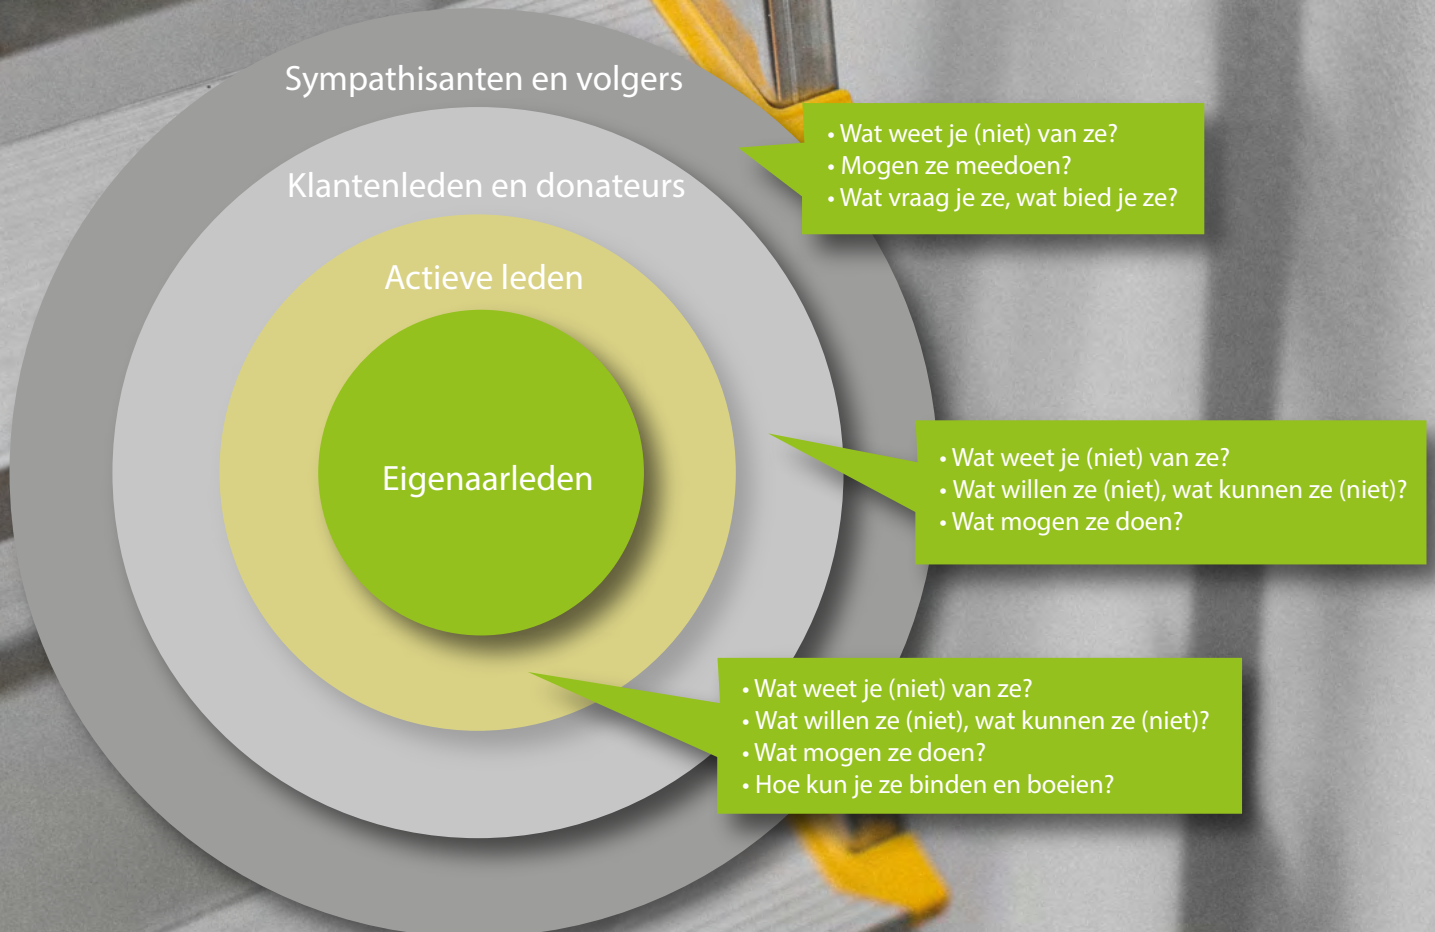 Sympathisanten en volgers
• Wat weet je (niet) van ze?
• Mogen ze meedoen?
• Wat vraag je ze, wat bied je ze?
Klantenleden en donateurs
Actieve leden
Eigenaarleden
• Wat weet je (niet) van ze?
• Wat willen ze (niet), wat kunnen ze (niet)?
• Wat mogen ze doen?
• Wat weet je (niet) van ze?
• Wat willen ze (niet), wat kunnen ze (niet)?
• Wat mogen ze doen?
• Hoe kun je ze binden en boeien?